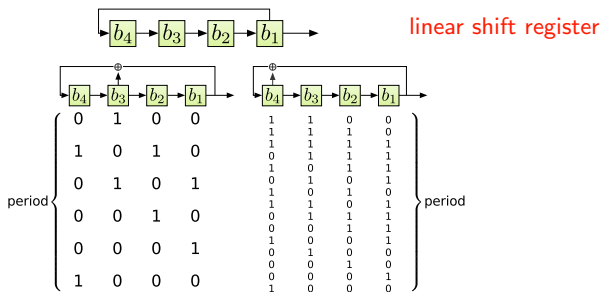 b4 b3 b2 b1
linear shift register
⊕ ⊕
b4 b3 b2 b1 b4 b3 b2 b1
0 1 0 0
1 0 1 0
0 1 0 1
0 0 1 0
0 0 0 1
1 0 0 0
period
1 1 0 0
1 1 1 0
1 1 1 1
0 1 1 1
1 0 1 1
0 1 0 1
1 0 1 0
1 1 0 1
0 1 1 0
0 0 1 1
1 0 0 1
0 1 0 0
0 0 1 0
0 0 0 1
1 0 0 0
period